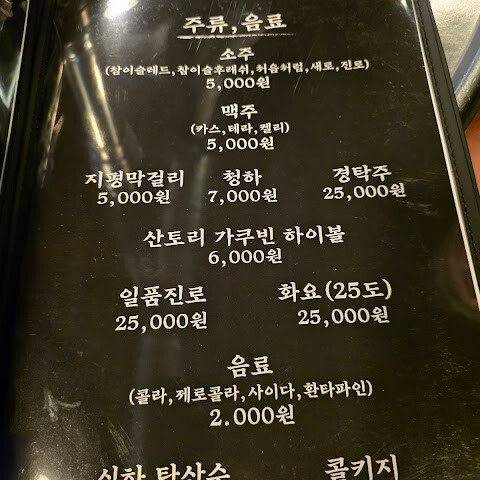 주류, 음료
소주
(참이슬레드,참이슬후레쉬,처음처럼,새로,진로)
5,000원
맥주
(카스,테라,켈리)
5,000원
지평막걸리 청하 경탁주
5,000원 7,000원 25,000원
산토리 가쿠빈 하이볼
6,000원
일품진로 화요(25도)
25,000원 25,000원
음료
(콜라,제로콜라,사이다,환타파인)
2.000원
탄산수 콜키지